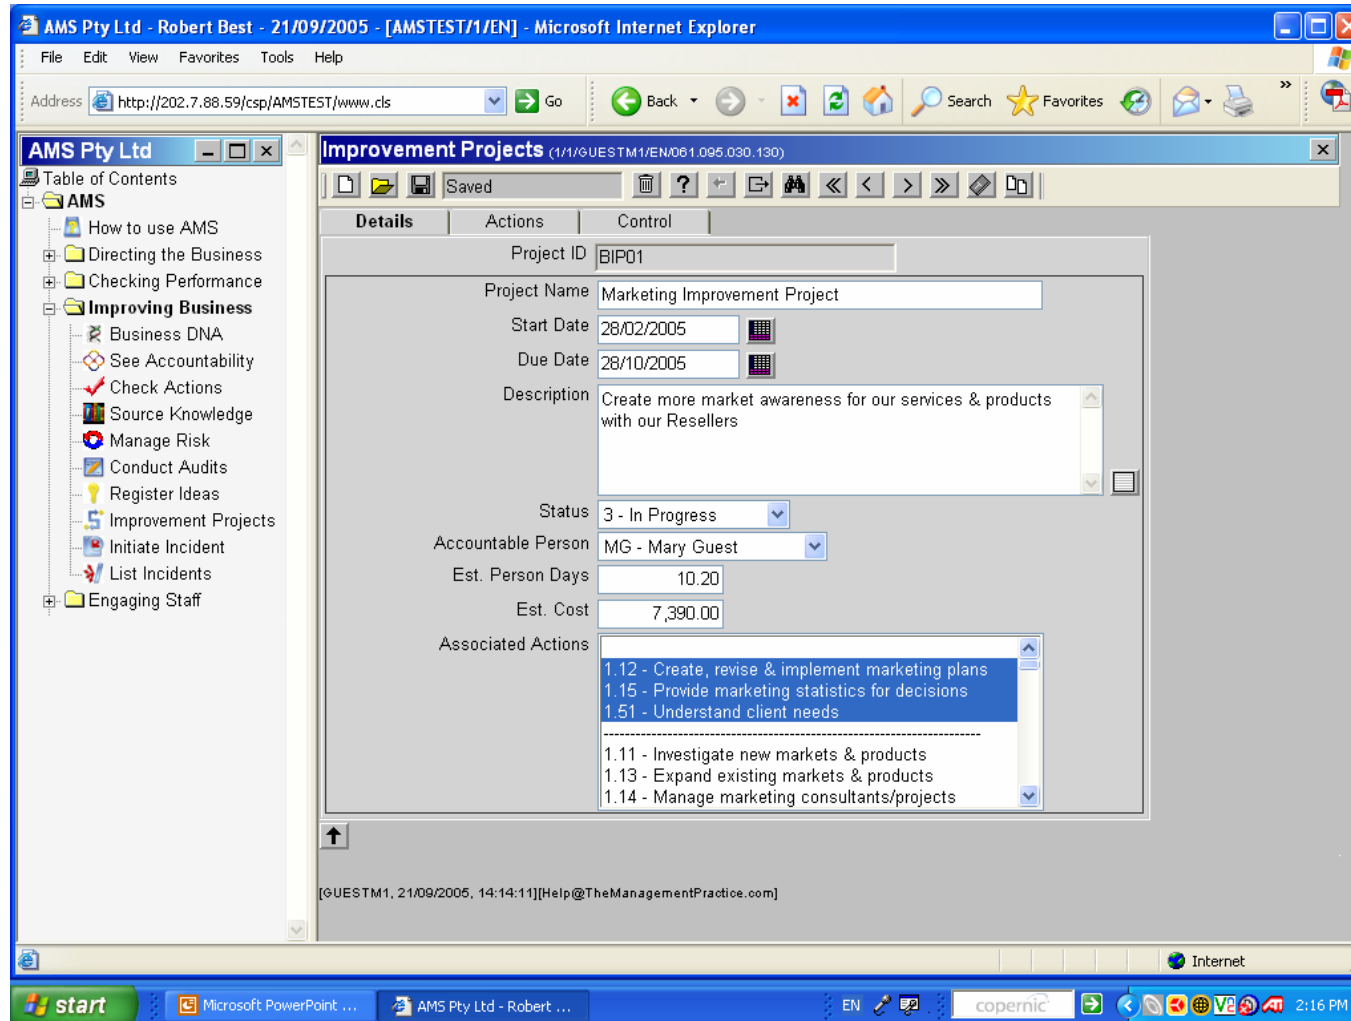 AMS Pty Ltd - Robert Best - 21/09/2005 - [AMSTEST/1/EN] - Microsoft Internet Explorer
File Edit View Favorites Tools Help
Address http://202.7.88.59/csp/AMSTEST/www.cls Go Back Search Favorites »
AMS Pty Ltd
Table of Contents
AMS
How to use AMS
Directing the Business
Checking Performance
Improving Business
Business DNA
See Accountability
Check Actions
Source Knowledge
Manage Risk
Conduct Audits
Register Ideas
Improvement Projects
Initiate Incident
List Incidents
Engaging Staff
Improvement Projects (1/1/GUESTM1/EN/061.095.030.130)
Saved
Details Actions Control
Project ID BIP01
Project Name Marketing Improvement Project
Start Date 28/02/2005
Due Date 28/10/2005
Description Create more market awareness for our services & products
with our Resellers
Status 3 - In Progress
Accountable Person MG - Mary Guest
Est. Person Days 10.20
Est. Cost 7,390.00
Associated Actions
1.12 - Create, revise & implement marketing plans
1.15 - Provide marketing statistics for decisions
1.51 - Understand client needs
----------------------------------------------------------------------
1.11 - Investigate new markets & products
1.13 - Expand existing markets & products
1.14 - Manage marketing consultants/projects
[GUESTM1, 21/09/2005, 14:14:11][Help@TheManagementPractice.com]
Internet
start Microsoft PowerPoint ... AMS Pty Ltd - Robert ... EN copernic 2:16 PM